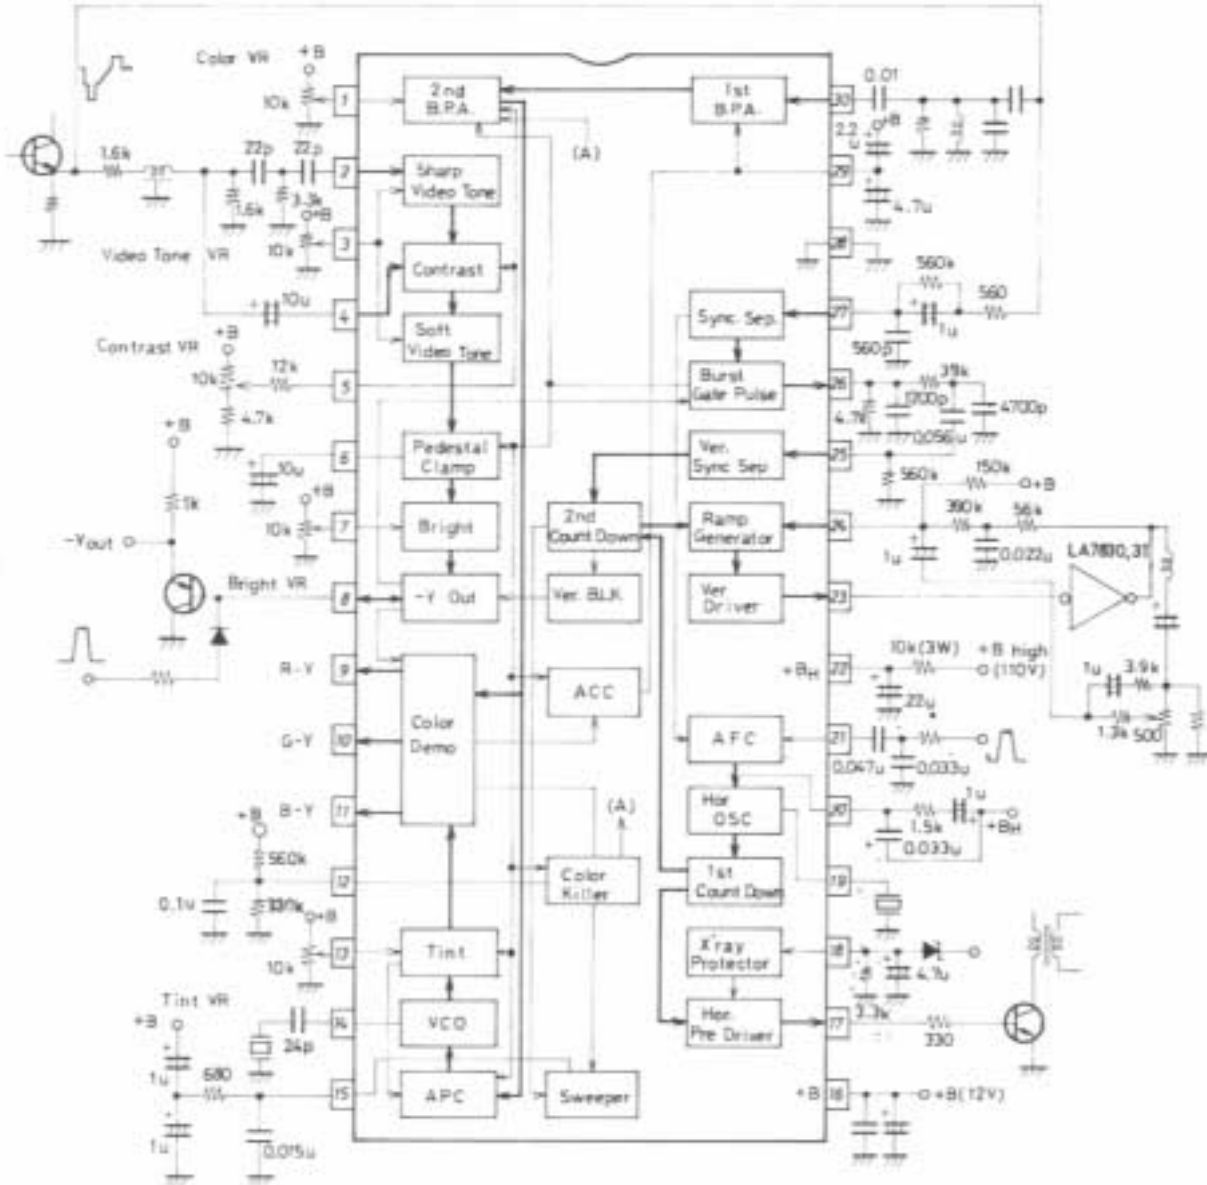 Color VR
+B
10k
1
2nd
B.P.A.
1st
B.P.A.
30
0.01
2.2
+B
(A)
29
4.7u
1.6k
22p
22p
2
Sharp
Video Tone
1.6k
3.3k
+B
10k
3
Video Tone VR
28
Contrast
560k
560
10u
4
Sync. Sep.
27
1u
560p
Soft
Video Tone
Contrast VR
+B
10k
12k
5
4.7k
Burst
Gate Pulse
26
39k
4.7k
4700p
0.056u
+B
6
10u
Pedestal
Clamp
Ver.
Sync Sep
25
560k
150k
+B
1k
+B
10k
7
Bright
2nd
Count Down
Ramp
Generator
390k
56k
1u
0.022u
LA7830,31
-Yout
Bright VR
8
-Y Out
Ver. BLK
Ver.
Driver
23
R-Y
9
ACC
+BH
22
10k(3W)
+B high
(110V)
22u
1u
3.9k
1.3k
500
Color
Demo
G-Y
10
AFC
21
0.047u
0.033u
B-Y
11
(A)
Hor.
OSC
1u
1.5k
+BH
0.033u
+B
560k
12
0.1u
Color
Killer
1st
Count Down
19
+B
10k
13
Tint
X'ray
Protector
18
4.7u
Tint VR
+B
24p
14
VCO
Hor.
Pre Driver
17
3.3k
330
1u
680
15
APC
Sweeper
+B
16
+B(12V)
1u
0.015u